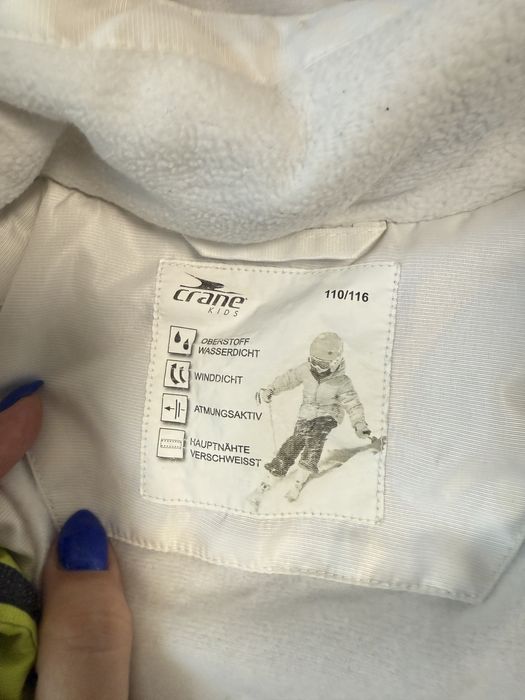 crane
KIDS
110/116
OBERSTOFF
WASSERDICHT
WINDDICHT
ATMUNGSAKTIV
HAUPTNÄHTE
VERSCHWEISST